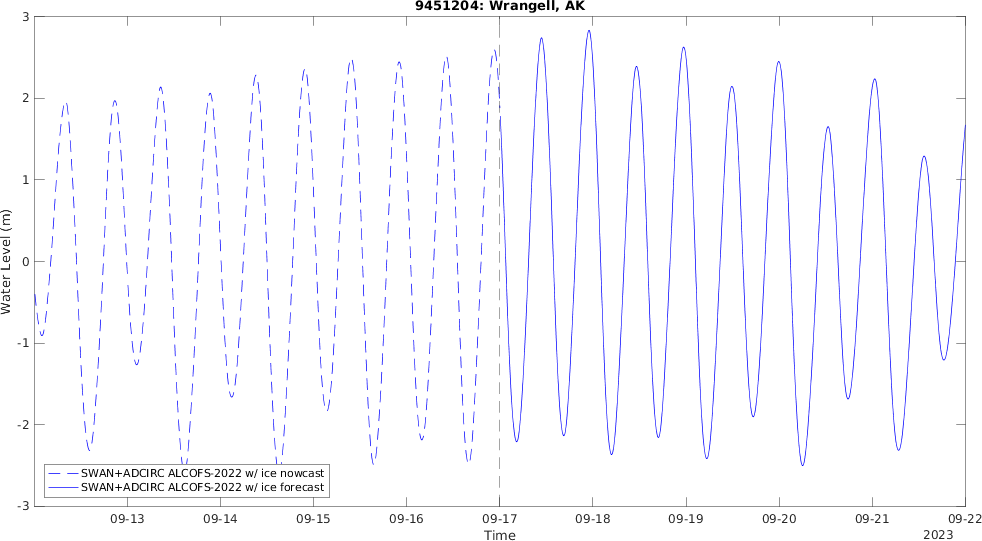 9451204: Wrangell, AK
3
2
1
0
-1
-2
-3
Water Level (m)
SWAN+ADCIRC ALCOFS-2022 w/ ice nowcast
SWAN+ADCIRC ALCOFS-2022 w/ ice forecast
09-13 09-14 09-15 09-16 09-17 09-18 09-19 09-20 09-21 09-22
Time
2023